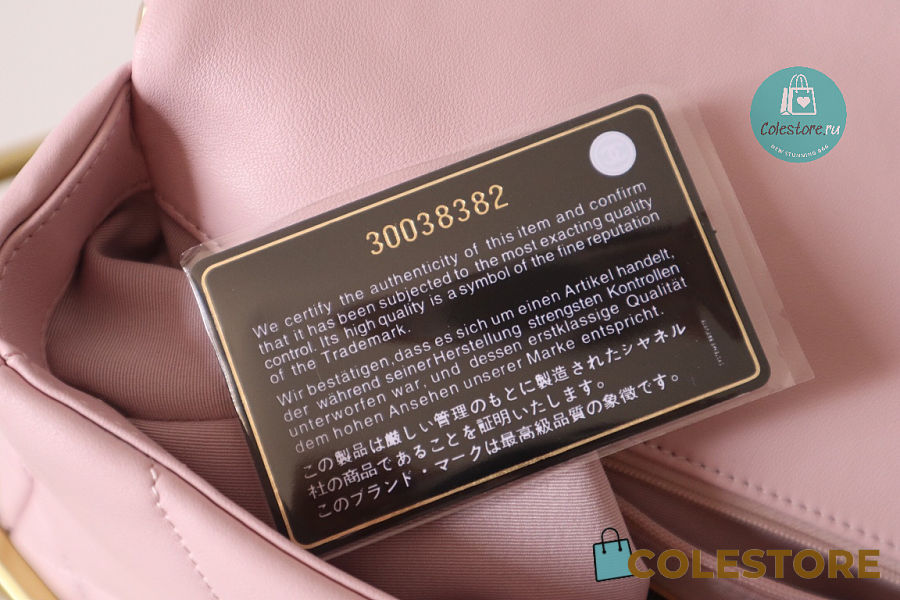 Colestore.ru
NEW STUNNING BAG
30038382
We certify the authenticity of this item and confirm
that it has been subjected to the most exacting quality
control. Its high quality is a symbol of the fine reputation
of the Trademark.
Wir bestätigen, dass es sich um einen Artikel handelt,
der während seiner Herstellung strengsten Kontrollen
unterworfen war, und dessen erstklassige Qualität
dem hohen Ansehen unserer Marke entspricht.
この製品は厳しい管理のもとに製造されたシャネル
社の商品であることを証明いたします。
このブランド・マークは最高級品質の象徴です。
COLESTORE